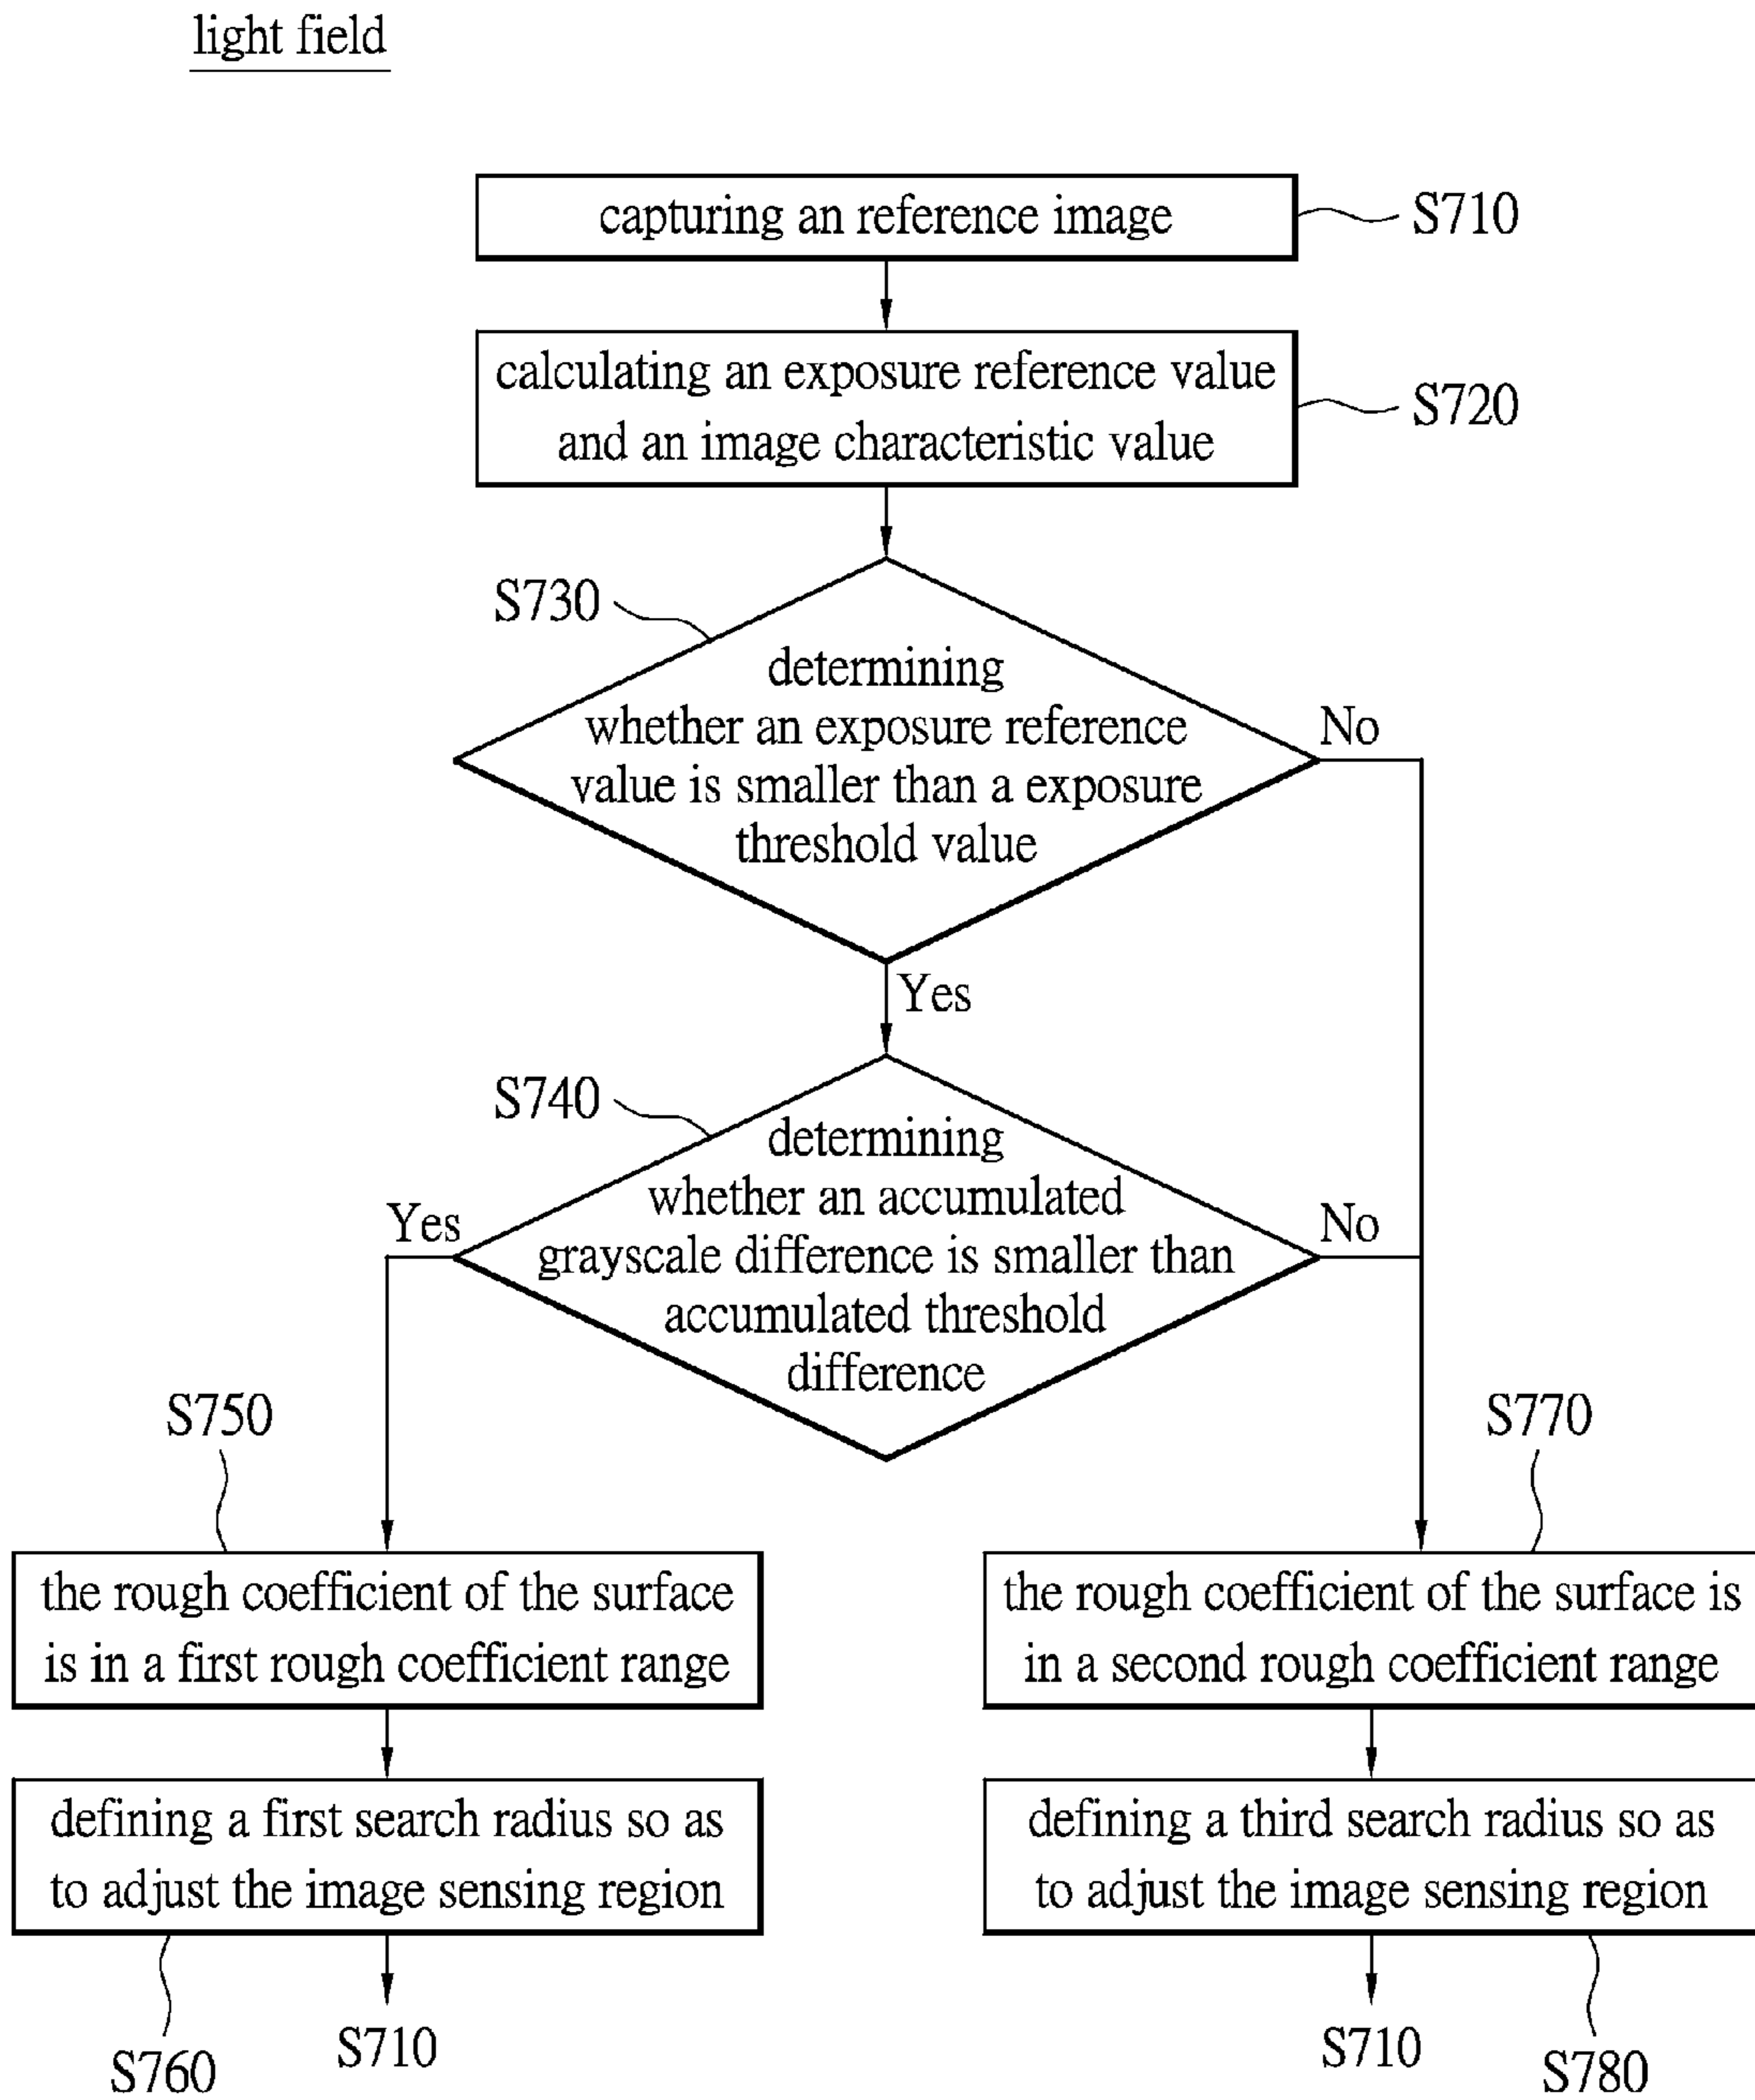 light field
capturing an reference image
S710
calculating an exposure reference value
and an image characteristic value
S720
S730
determining
whether an exposure reference
value is smaller than a exposure
threshold value
No
Yes
S740
determining
whether an accumulated
grayscale difference is smaller than
accumulated threshold
difference
Yes
No
S750
the rough coefficient of the surface
is in a first rough coefficient range
S770
the rough coefficient of the surface is
in a second rough coefficient range
defining a first search radius so as
to adjust the image sensing region
defining a third search radius so as
to adjust the image sensing region
S760
S710
S710
S780